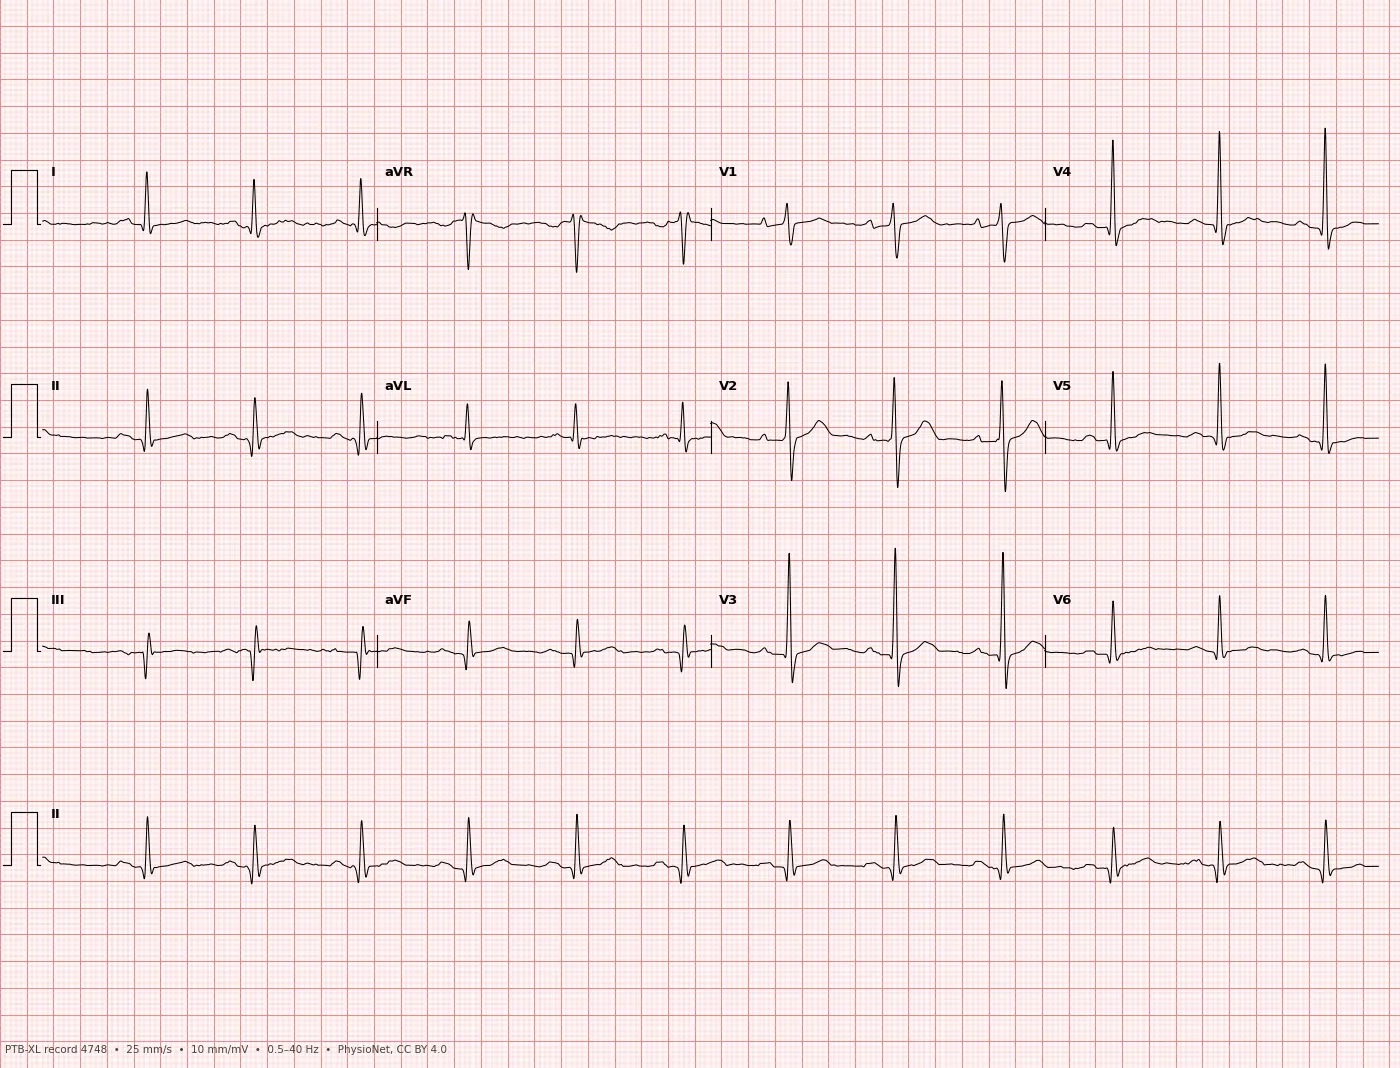 I aVR V1 V4
II aVL V2 V5
III aVF V3 V6
II
PTB-XL record 4748 • 25 mm/s • 10 mm/mV • 0.5–40 Hz • PhysioNet, CC BY 4.0